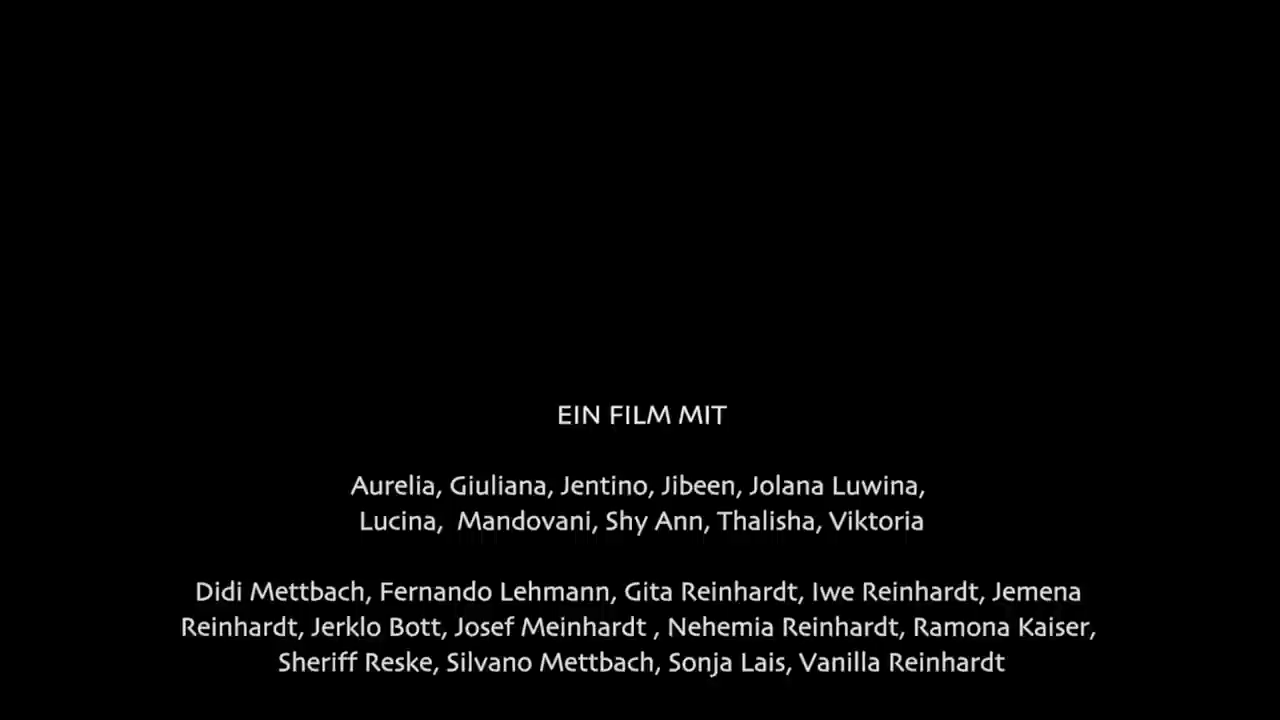 EIN FILM MIT
Aurelia, Giuliana, Jentino, Jibeen, Jolana Luwina,
Lucina, Mandovani, Shy Ann, Thalisha, Viktoria
Didi Mettbach, Fernando Lehmann, Gita Reinhardt, Iwe Reinhardt, Jemena
Reinhardt, Jerklo Bott, Josef Meinhardt , Nehemia Reinhardt, Ramona Kaiser,
Sheriff Reske, Silvano Mettbach, Sonja Lais, Vanilla Reinhardt